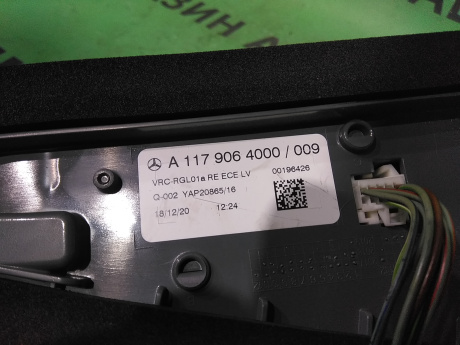 A 117 906 4000 / 009
VRC-RGL01a RE ECE LV 00196426
Q-002 YAP20865/16
18/12/20 12:24